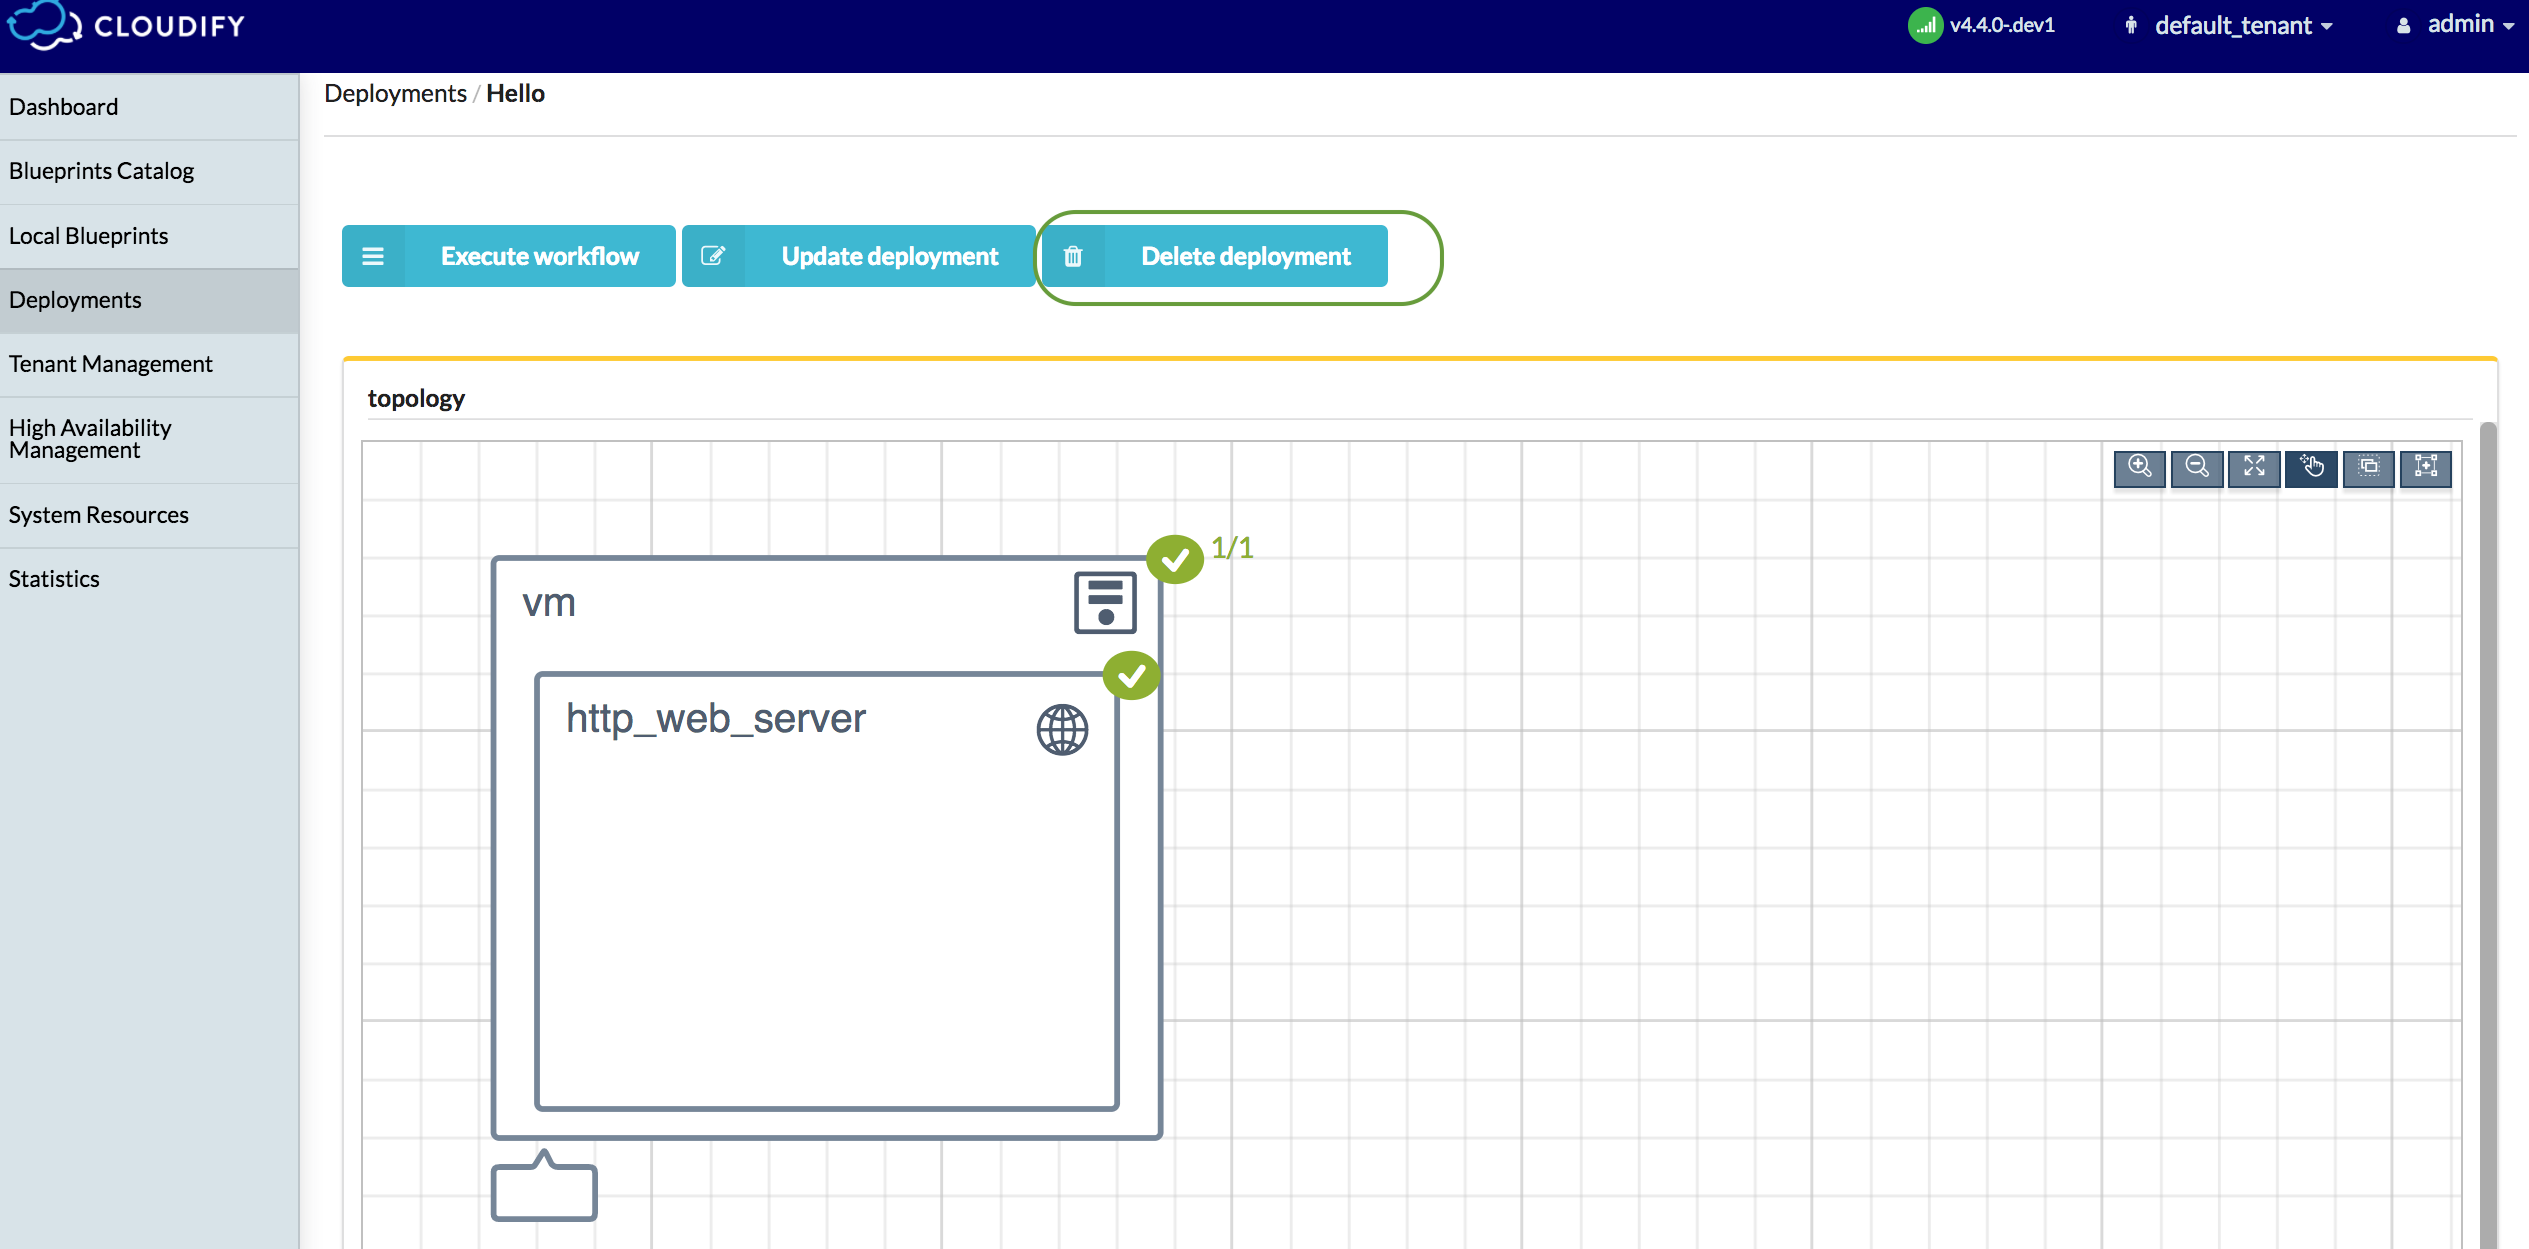 CLOUDIFY
v4.4.0-.dev1
default_tenant
admin
Dashboard
Blueprints Catalog
Local Blueprints
Deployments
Tenant Management
High Availability
Management
System Resources
Statistics
Deployments / Hello
Execute workflow
Update deployment
Delete deployment
topology
1/1
vm
http_web_server